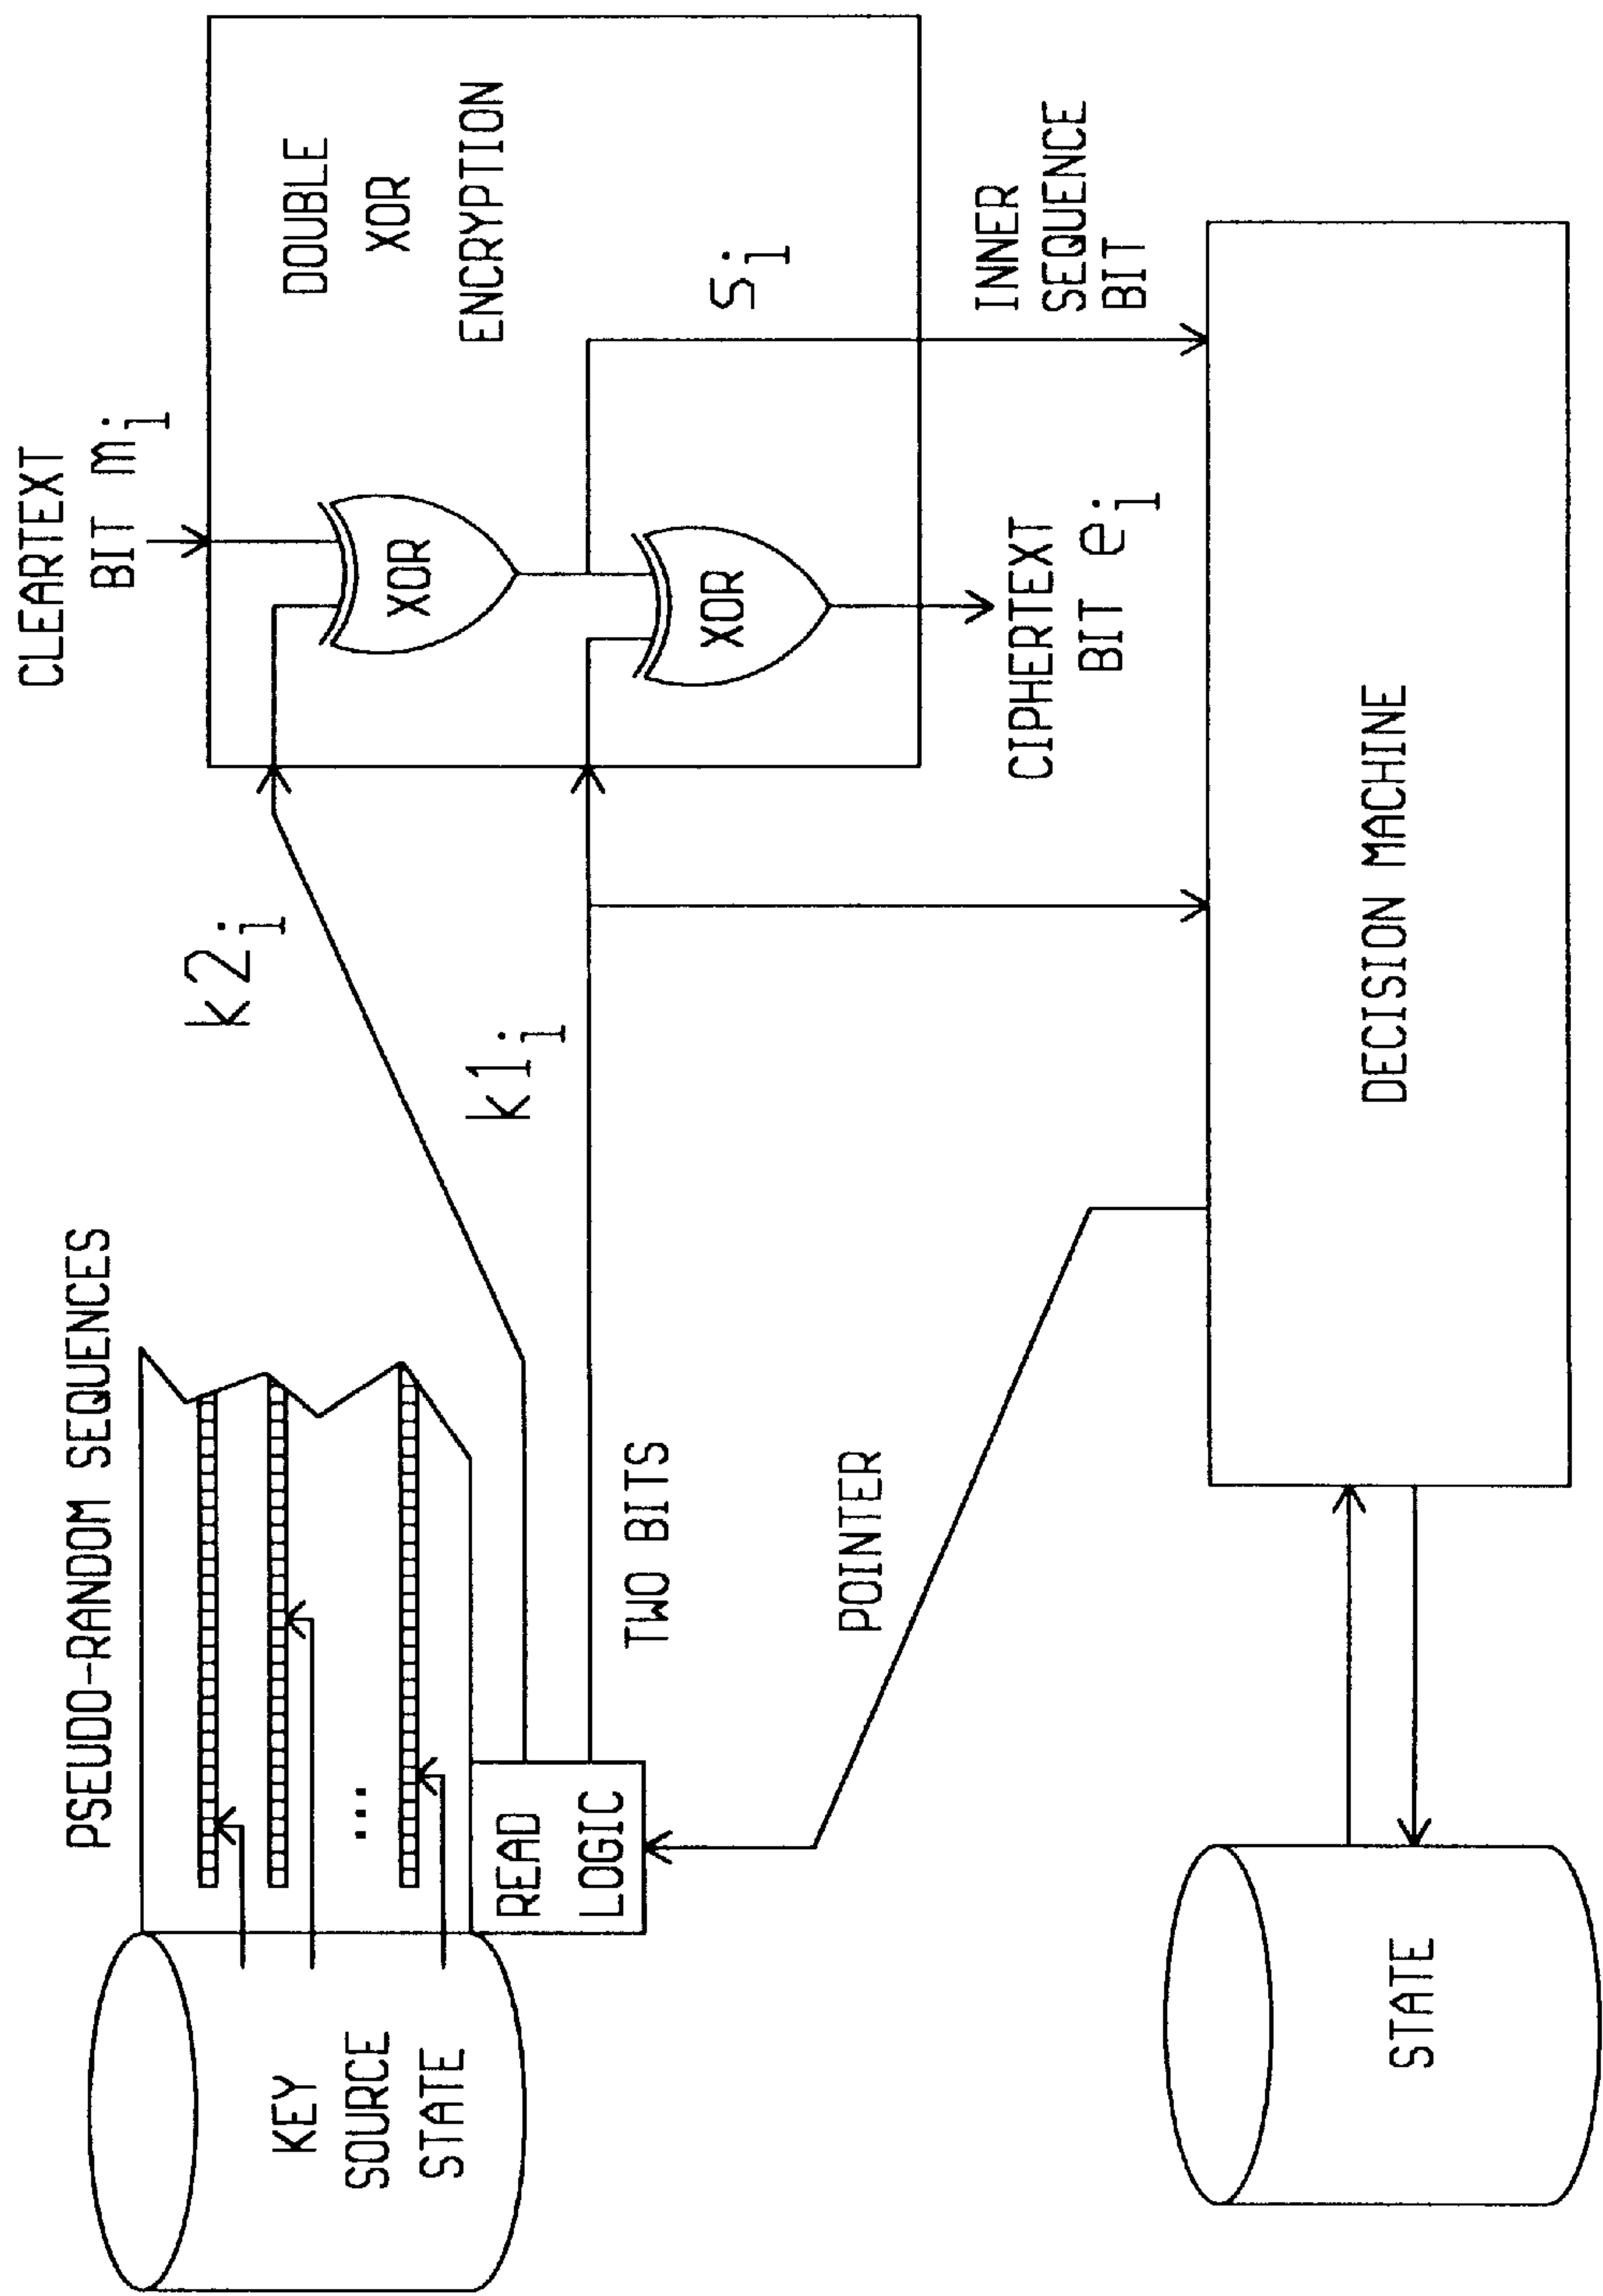 CLEARTEXT
BIT mᵢ
PSEUDO-RANDOM SEQUENCES
KEY
SOURCE
STATE
...
READ
LOGIC
TWO BITS
k2ᵢ
k1ᵢ
XOR
XOR
DOUBLE
XOR
ENCRYPTION
sᵢ
POINTER
CIPHERTEXT
BIT eᵢ
INNER
SEQUENCE
BIT
STATE
DECISION MACHINE